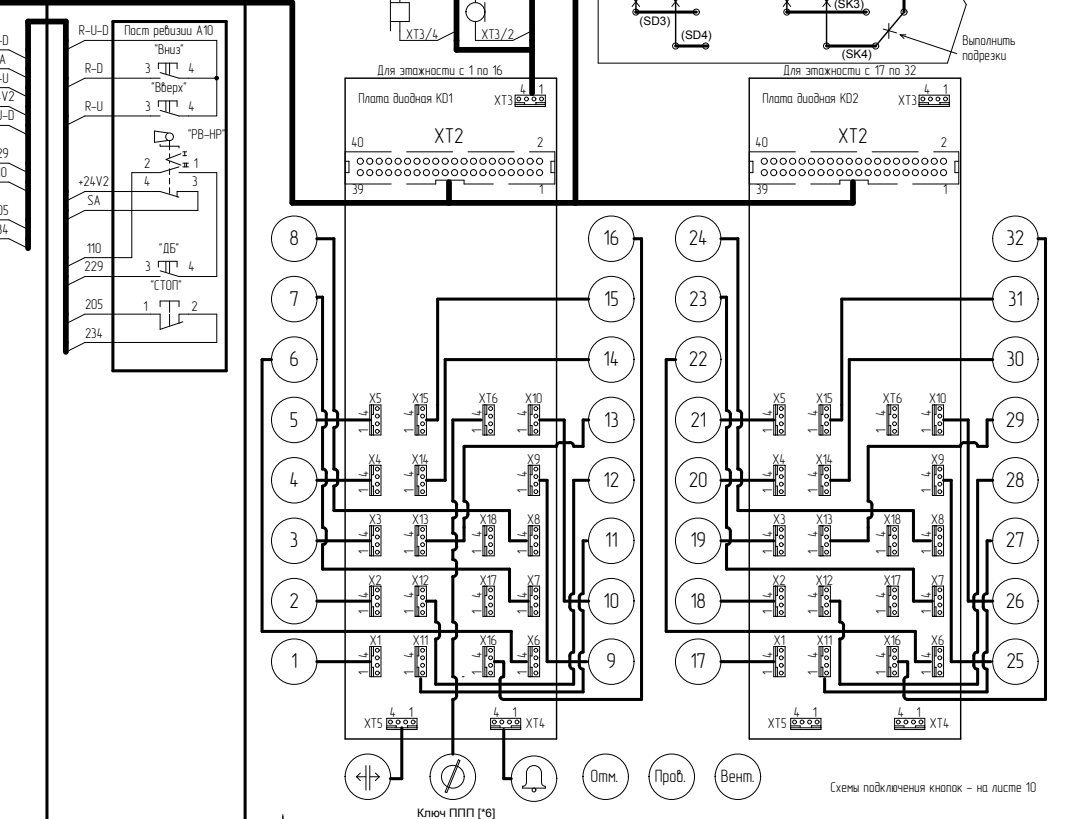 R-U-D
Пост ревизии А10
"Вниз"
R-D
3 4
"Вверх"
R-U
3 4
"РВ-НР"
I
II
2 1
+24V2
4 3
SA
110
"ДБ"
229
3 4
"СТОП"
205
1 2
234
-D
A
-U
V2
U-D
29
0
05
34
XT3/4
XT3/2
(SD3)
(SD4)
(SK3)
(SK4)
Выполнить
подрезки
Для этажности с 1 по 16
Плата диодная KD1
XT3
4 1
XT2
40 2
39 1
8 16
7 15
6 14
X5 X15 XT6 X10
5 13
X4 X14 X9
4 12
X3 X13 X18 X8
3 11
X2 X12 X17 X7
2 10
X1 X11 X16 X6
1 9
XT5 4 1
4 1 XT4
Для этажности с 17 по 32
Плата диодная KD2
XT3
4 1
XT2
40 2
39 1
24 32
23 31
22 30
X5 X15 XT6 X10
21 29
X4 X14 X9
20 28
X3 X13 X18 X8
19 27
X2 X12 X17 X7
18 26
X1 X11 X16 X6
17 25
XT5 4 1
4 1 XT4
Отм. Пров. Вент.
Схемы подключения кнопок – на листе 10
Ключ ППП [*6]